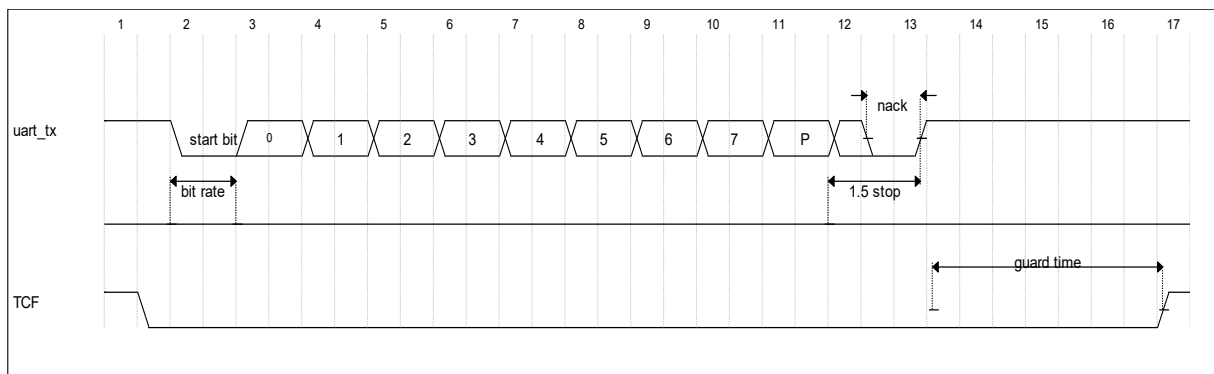 1 2 3 4 5 6 7 8 9 10 11 12 13 14 15 16 17
nack
uart_tx start bit 0 1 2 3 4 5 6 7 P
bit rate 1.5 stop
guard time
TCF